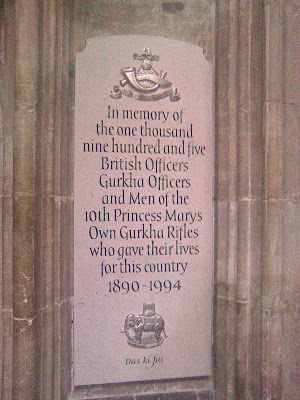 In memory of
the one thousand
nine hundred and five
British Officers
Gurkha Officers
and Men of the
10th Princess Mary's
Own Gurkha Rifles
who gave their lives
for this country
1890 - 1994
Das ki Jai